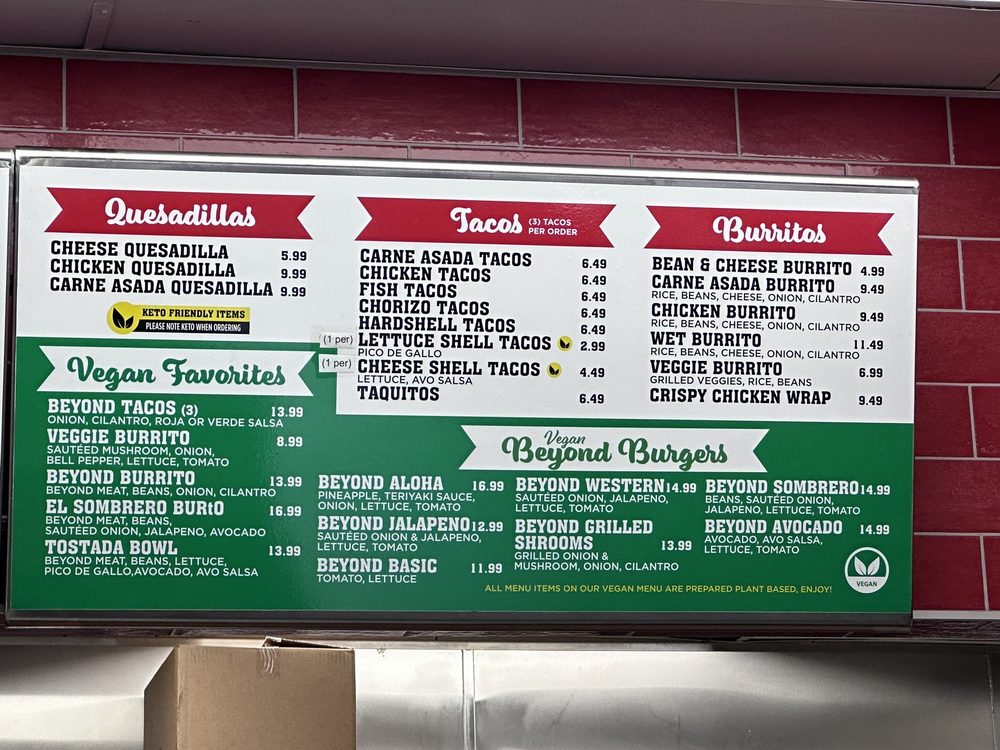 Quesadillas
CHEESE QUESADILLA 5.99
CHICKEN QUESADILLA 9.99
CARNE ASADA QUESADILLA 9.99
KETO FRIENDLY ITEMS
PLEASE NOTE KETO WHEN ORDERING
Tacos (3) TACOS
PER ORDER
CARNE ASADA TACOS 6.49
CHICKEN TACOS 6.49
FISH TACOS 6.49
CHORIZO TACOS 6.49
HARDSHELL TACOS 6.49
(1 per) LETTUCE SHELL TACOS 2.99
PICO DE GALLO
(1 per) CHEESE SHELL TACOS 4.49
LETTUCE, AVO SALSA
TAQUITOS 6.49
Burritos
BEAN & CHEESE BURRITO 4.99
CARNE ASADA BURRITO 9.49
RICE, BEANS, CHEESE, ONION, CILANTRO
CHICKEN BURRITO 9.49
RICE, BEANS, CHEESE, ONION, CILANTRO
WET BURRITO 11.49
RICE, BEANS, CHEESE, ONION, CILANTRO
VEGGIE BURRITO 6.99
GRILLED VEGGIES, RICE, BEANS
CRISPY CHICKEN WRAP 9.49
Vegan Favorites
BEYOND TACOS (3) 13.99
ONION, CILANTRO, ROJA OR VERDE SALSA
VEGGIE BURRITO 8.99
SAUTÉED MUSHROOM, ONION,
BELL PEPPER, LETTUCE, TOMATO
BEYOND BURRITO 13.99
BEYOND MEAT, BEANS, ONION, CILANTRO
EL SOMBRERO BURtO 16.99
BEYOND MEAT, BEANS,
SAUTÉED ONION, JALAPENO, AVOCADO
TOSTADA BOWL 13.99
BEYOND MEAT, BEANS, LETTUCE,
PICO DE GALLO,AVOCADO, AVO SALSA
Vegan
Beyond Burgers
BEYOND ALOHA 16.99
PINEAPPLE, TERIYAKI SAUCE,
ONION, LETTUCE, TOMATO
BEYOND JALAPENO 12.99
SAUTÉED ONION & JALAPENO,
LETTUCE, TOMATO
BEYOND BASIC 11.99
TOMATO, LETTUCE
BEYOND WESTERN 14.99
SAUTÉED ONION, JALAPENO,
LETTUCE, TOMATO
BEYOND GRILLED
SHROOMS 13.99
GRILLED ONION &
MUSHROOM, ONION, CILANTRO
BEYOND SOMBRERO 14.99
BEANS, SAUTÉED ONION,
JALAPENO, LETTUCE, TOMATO
BEYOND AVOCADO 14.99
AVOCADO, AVO SALSA,
LETTUCE, TOMATO
VEGAN
ALL MENU ITEMS ON OUR VEGAN MENU ARE PREPARED PLANT BASED, ENJOY!